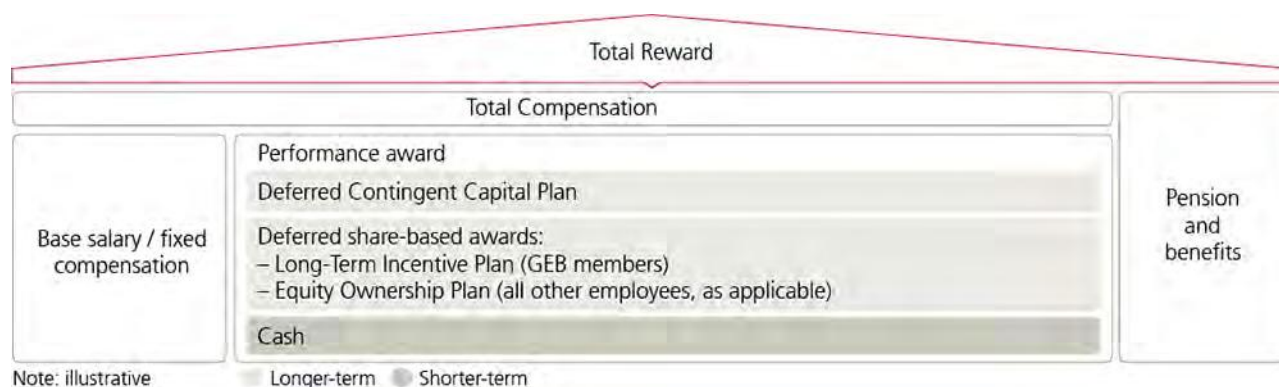 Total Reward
Total Compensation
Base salary / fixed
compensation
Performance award
Deferred Contingent Capital Plan
Deferred share-based awards:
– Long-Term Incentive Plan (GEB members)
– Equity Ownership Plan (all other employees, as applicable)
Cash
Pension
and
benefits
Note: illustrative
Longer-term
Shorter-term